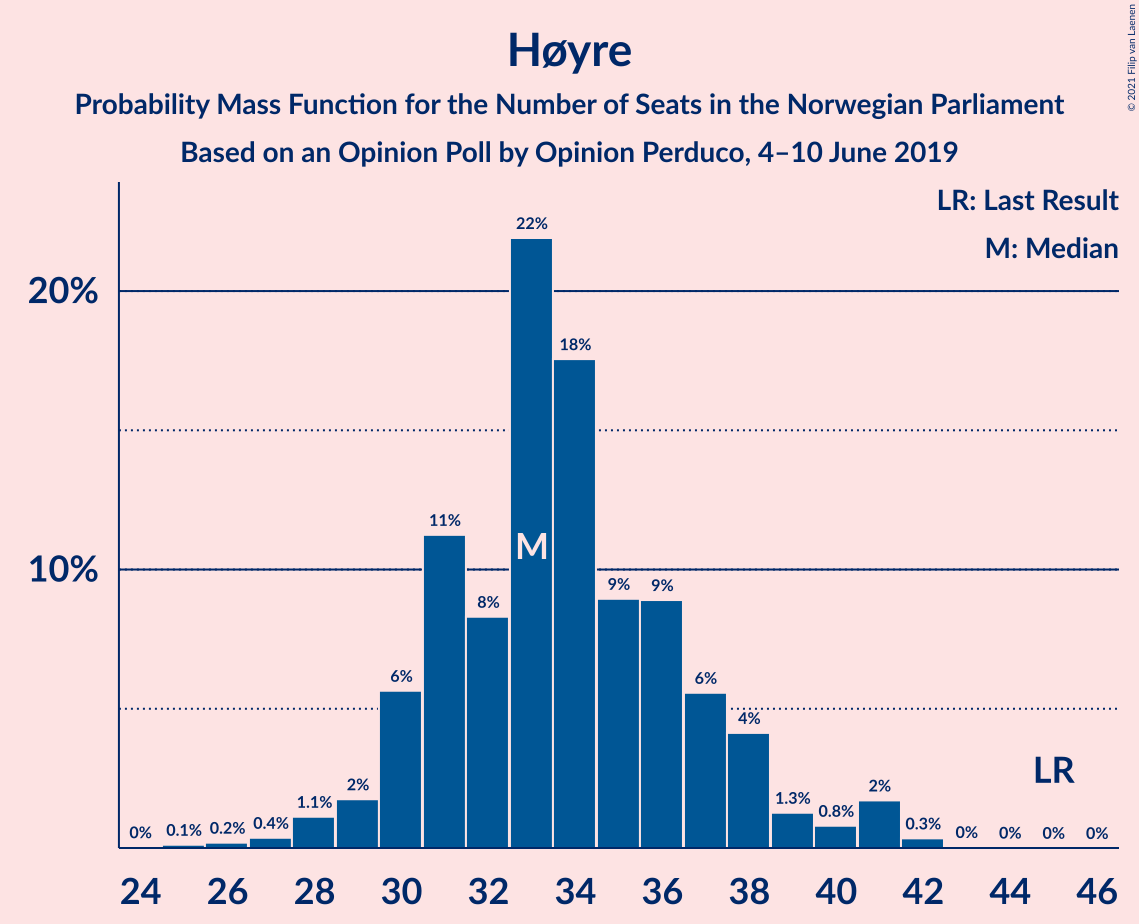 Høyre
Probability Mass Function for the Number of Seats in the Norwegian Parliament
Based on an Opinion Poll by Opinion Perduco, 4–10 June 2019
© 2021 Filip van Laenen
LR: Last Result
M: Median
20%
10%
0%
0.1%
0.2%
0.4%
1.1%
2%
6%
11%
8%
22%
18%
9%
9%
6%
4%
1.3%
0.8%
2%
0.3%
0%
0%
0%
0%
M
LR
24 26 28 30 32 34 36 38 40 42 44 46